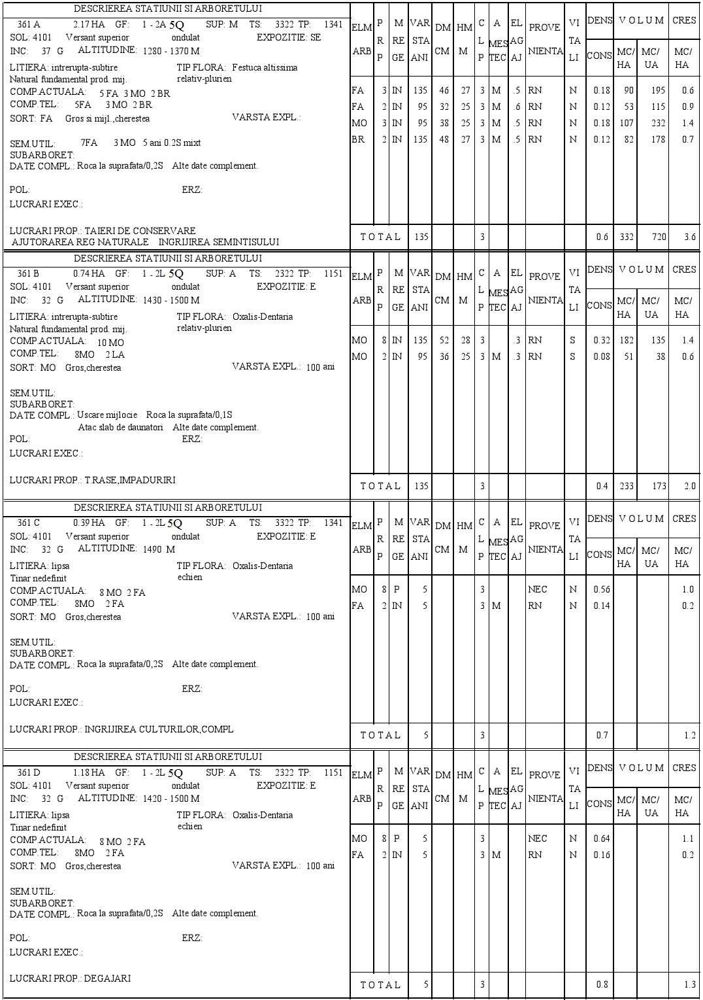 DESCRIEREA STATIUNII SI ARBORETULUI
361 A 2.17 HA GF: 1 - 2A 5Q SUP: M TS: 3322 TP: 1341
SOL: 4101 Versant superior ondulat EXPOZITIE: SE
INC: 37 G ALTITUDINE: 1280 - 1370 M
LITIERA: intrerupta-subtire TIP FLORA: Festuca altissima
Natural fundamental prod. mij. relativ-plurien
COMP.ACTUALA: 5 FA 3 MO 2 BR
COMP.TEL: 5FA 3 MO 2 BR
SORT: FA Gros si mijl.,cherestea VARSTA EXPL.:
SEM.UTIL: 7FA 3 MO 5 ani 0.2S mixt
SUBARBORET:
DATE COMPL.: Roca la suprafata/0,2S Alte date complement.
POL: ERZ:
LUCRARI EXEC.:
LUCRARI PROP.: TAIERI DE CONSERVARE
AJUTORAREA REG NATURALE INGRIJIREA SEMINTISULUI
ELM P M VAR DM HM C A EL PROVE VI DENS V O L U M CRES
R RE STA L MES AG TA
ARB P GE ANI CM M P TEC AJ NIENTA LI CONS MC/ MC/ MC/
HA UA HA
FA 3 IN 135 46 27 3 M .5 RN N 0.18 90 195 0.6
FA 2 IN 95 32 25 3 M .6 RN N 0.12 53 115 0.9
MO 3 IN 95 38 25 3 M .5 RN N 0.18 107 232 1.4
BR 2 IN 135 48 27 3 M .5 RN N 0.12 82 178 0.7
T O T A L 135 3 0.6 332 720 3.6
DESCRIEREA STATIUNII SI ARBORETULUI
361 B 0.74 HA GF: 1 - 2L 5Q SUP: A TS: 2322 TP: 1151
SOL: 4101 Versant superior ondulat EXPOZITIE: E
INC: 32 G ALTITUDINE: 1430 - 1500 M
LITIERA: intrerupta-subtire TIP FLORA: Oxalis-Dentaria
Natural fundamental prod. mij. relativ-plurien
COMP.ACTUALA: 10 MO
COMP.TEL: 8MO 2 LA
SORT: MO Gros,cherestea VARSTA EXPL.: 100 ani
SEM.UTIL:
SUBARBORET:
DATE COMPL.: Uscare mijlocie Roca la suprafata/0,1S
Atac slab de daunatori Alte date complement.
POL: ERZ:
LUCRARI EXEC.:
LUCRARI PROP.: T.RASE,IMPADURIRI
ELM P M VAR DM HM C A EL PROVE VI DENS V O L U M CRES
R RE STA L MES AG TA
ARB P GE ANI CM M P TEC AJ NIENTA LI CONS MC/ MC/ MC/
HA UA HA
MO 8 IN 135 52 28 3 .3 RN S 0.32 182 135 1.4
MO 2 IN 95 36 25 3 M .3 RN S 0.08 51 38 0.6
T O T A L 135 3 0.4 233 173 2.0
DESCRIEREA STATIUNII SI ARBORETULUI
361 C 0.39 HA GF: 1 - 2L 5Q SUP: A TS: 3322 TP: 1341
SOL: 4101 Versant superior ondulat EXPOZITIE: E
INC: 32 G ALTITUDINE: 1490 M
LITIERA: lipsa TIP FLORA: Oxalis-Dentaria
Tinar nedefinit echien
COMP.ACTUALA: 8 MO 2 FA
COMP.TEL: 8MO 2 FA
SORT: MO Gros,cherestea VARSTA EXPL.: 100 ani
SEM.UTIL:
SUBARBORET:
DATE COMPL.: Roca la suprafata/0,2S Alte date complement.
POL: ERZ:
LUCRARI EXEC.:
LUCRARI PROP.: INGRIJIREA CULTURILOR,COMPL
ELM P M VAR DM HM C A EL PROVE VI DENS V O L U M CRES
R RE STA L MES AG TA
ARB P GE ANI CM M P TEC AJ NIENTA LI CONS MC/ MC/ MC/
HA UA HA
MO 8 P 5 3 NEC N 0.56 1.0
FA 2 IN 5 3 M RN N 0.14 0.2
T O T A L 5 3 0.7 1.2
DESCRIEREA STATIUNII SI ARBORETULUI
361 D 1.18 HA GF: 1 - 2L 5Q SUP: A TS: 2322 TP: 1151
SOL: 4101 Versant superior ondulat EXPOZITIE: E
INC: 32 G ALTITUDINE: 1420 - 1500 M
LITIERA: lipsa TIP FLORA: Oxalis-Dentaria
Tinar nedefinit echien
COMP.ACTUALA: 8 MO 2 FA
COMP.TEL: 8MO 2 FA
SORT: MO Gros,cherestea VARSTA EXPL.: 100 ani
SEM.UTIL:
SUBARBORET:
DATE COMPL.: Roca la suprafata/0,2S Alte date complement.
POL: ERZ:
LUCRARI EXEC.:
LUCRARI PROP.: DEGAJARI
ELM P M VAR DM HM C A EL PROVE VI DENS V O L U M CRES
R RE STA L MES AG TA
ARB P GE ANI CM M P TEC AJ NIENTA LI CONS MC/ MC/ MC/
HA UA HA
MO 8 P 5 3 NEC N 0.64 1.1
FA 2 IN 5 3 M RN N 0.16 0.2
T O T A L 5 3 0.8 1.3